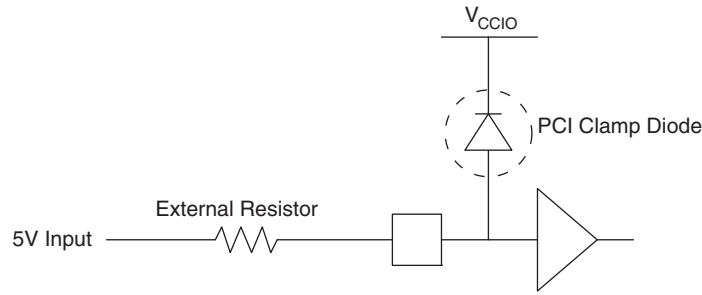 V_CCIO
PCI Clamp Diode
External Resistor
5V Input